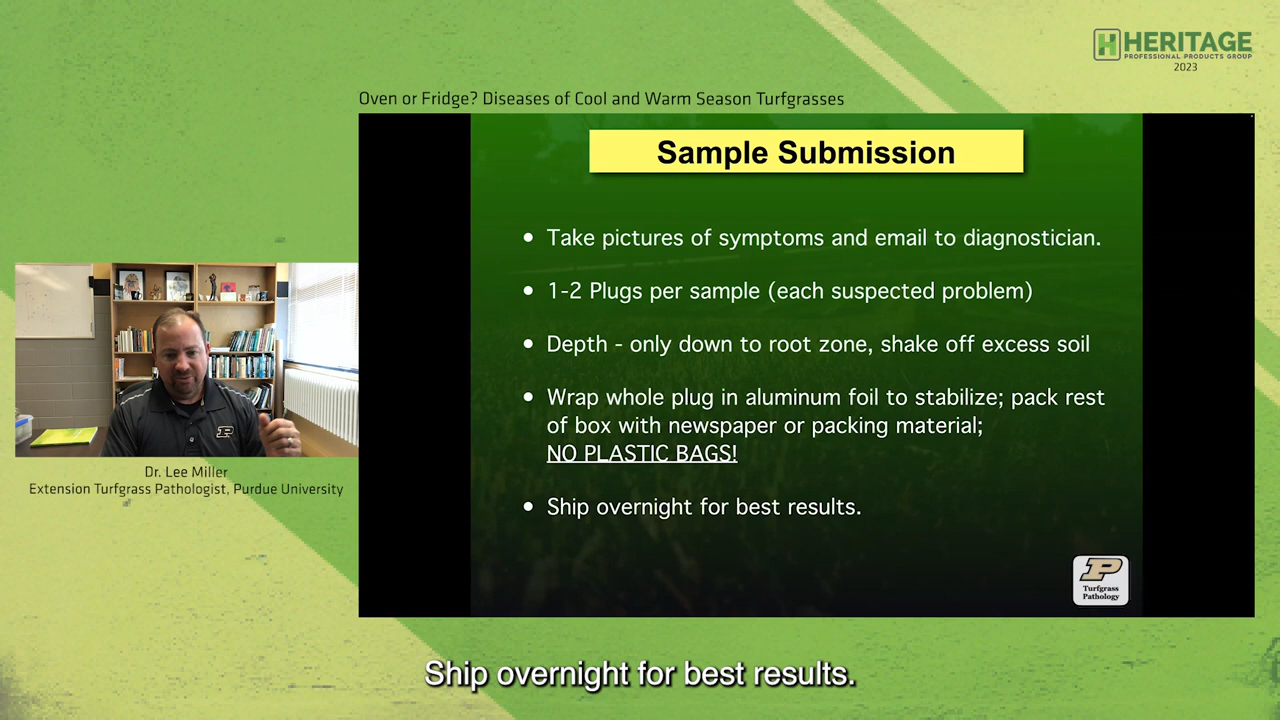 HERITAGE
PROFESSIONAL PRODUCTS GROUP
2023
Oven or Fridge? Diseases of Cool and Warm Season Turfgrasses
Sample Submission
• Take pictures of symptoms and email to diagnostician.
• 1-2 Plugs per sample (each suspected problem)
• Depth - only down to root zone, shake off excess soil
• Wrap whole plug in aluminum foil to stabilize; pack rest
of box with newspaper or packing material;
NO PLASTIC BAGS!
• Ship overnight for best results.
P
Turfgrass
Pathology
P
Dr. Lee Miller
Extension Turfgrass Pathologist, Purdue University
Ship overnight for best results.